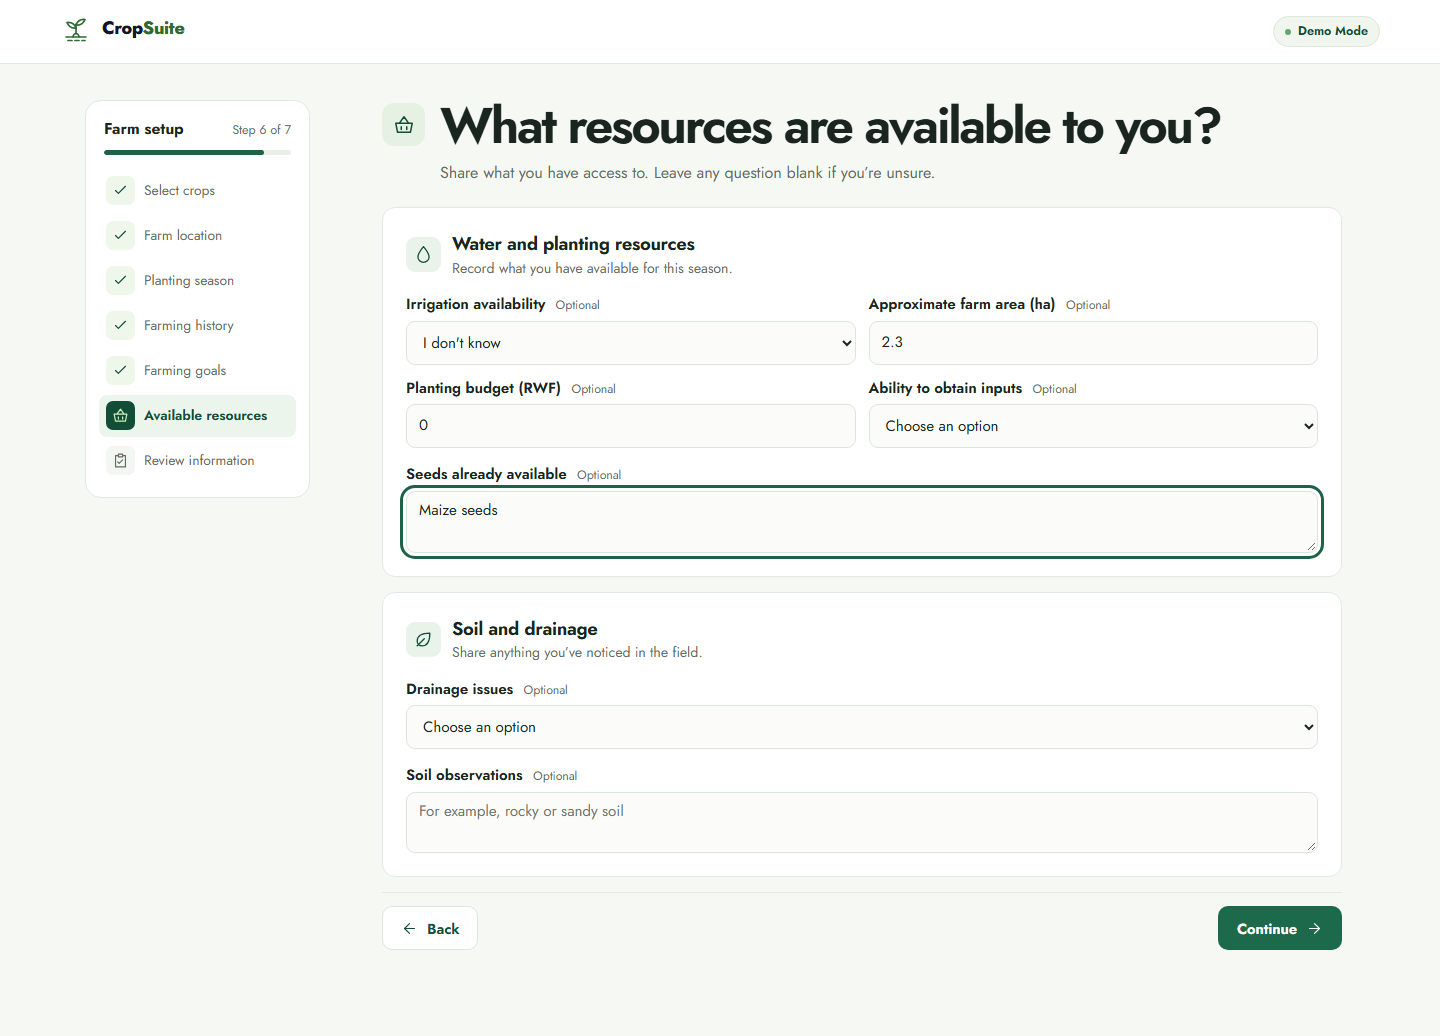 CropSuite
Demo Mode
Farm setup
Step 6 of 7
Select crops
Farm location
Planting season
Farming history
Farming goals
Available resources
Review information
What resources are available to you?
Share what you have access to. Leave any question blank if you’re unsure.
Water and planting resources
Record what you have available for this season.
Irrigation availability Optional
I don't know
Approximate farm area (ha) Optional
2.3
Planting budget (RWF) Optional
0
Ability to obtain inputs Optional
Choose an option
Seeds already available Optional
Maize seeds
Soil and drainage
Share anything you’ve noticed in the field.
Drainage issues Optional
Choose an option
Soil observations Optional
For example, rocky or sandy soil
Back
Continue